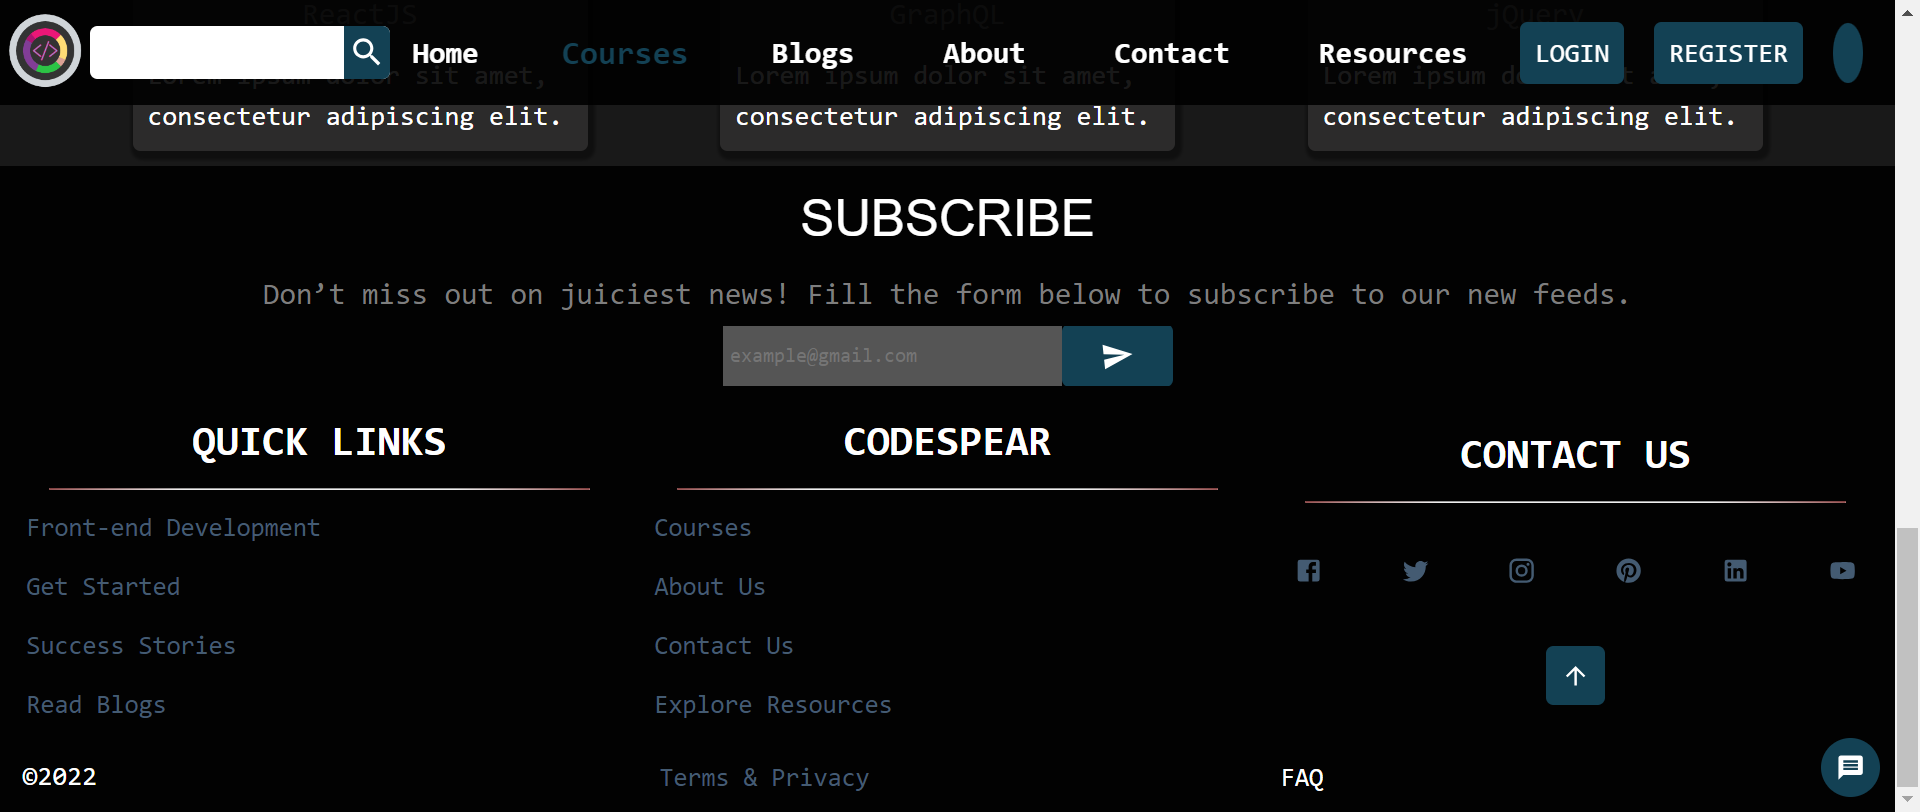 ReactJS
GraphQL
jQuery
Home
Courses
Blogs
About
Contact
Resources
LOGIN
REGISTER
Lorem ipsum dolor sit amet,
consectetur adipiscing elit.
Lorem ipsum dolor sit amet,
consectetur adipiscing elit.
Lorem ipsum
consectetur adipiscing elit.
SUBSCRIBE
Don’t miss out on juiciest news! Fill the form below to subscribe to our new feeds.
example@gmail.com
QUICK LINKS
Front-end Development
Get Started
Success Stories
Read Blogs
CODESPEAR
Courses
About Us
Contact Us
Explore Resources
CONTACT US
©2022
Terms & Privacy
FAQ